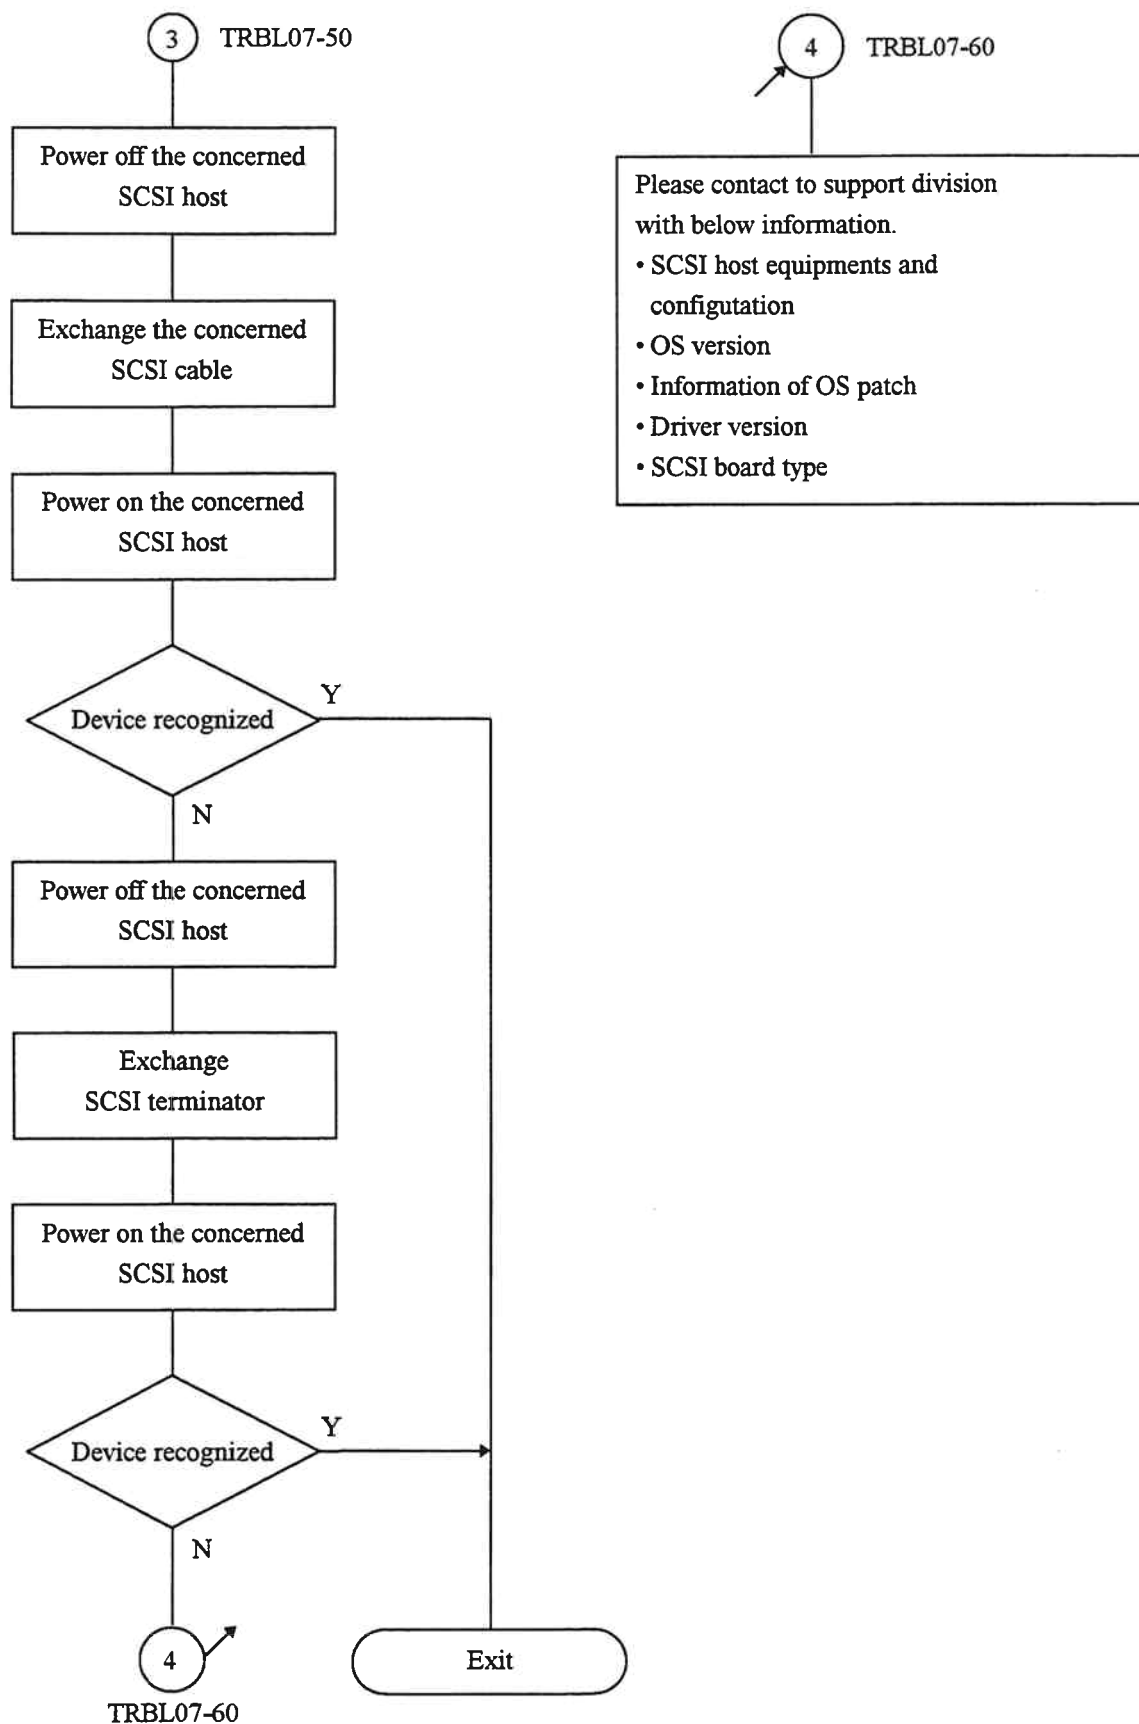 3 TRBL07-50
Power off the concerned
SCSI host
Exchange the concerned
SCSI cable
Power on the concerned
SCSI host
Device recognized
Y
N
Power off the concerned
SCSI host
Exchange
SCSI terminator
Power on the concerned
SCSI host
Device recognized
Y
N
4
TRBL07-60
Exit
4 TRBL07-60
Please contact to support division
with below information.
• SCSI host equipments and
configutation
• OS version
• Information of OS patch
• Driver version
• SCSI board type